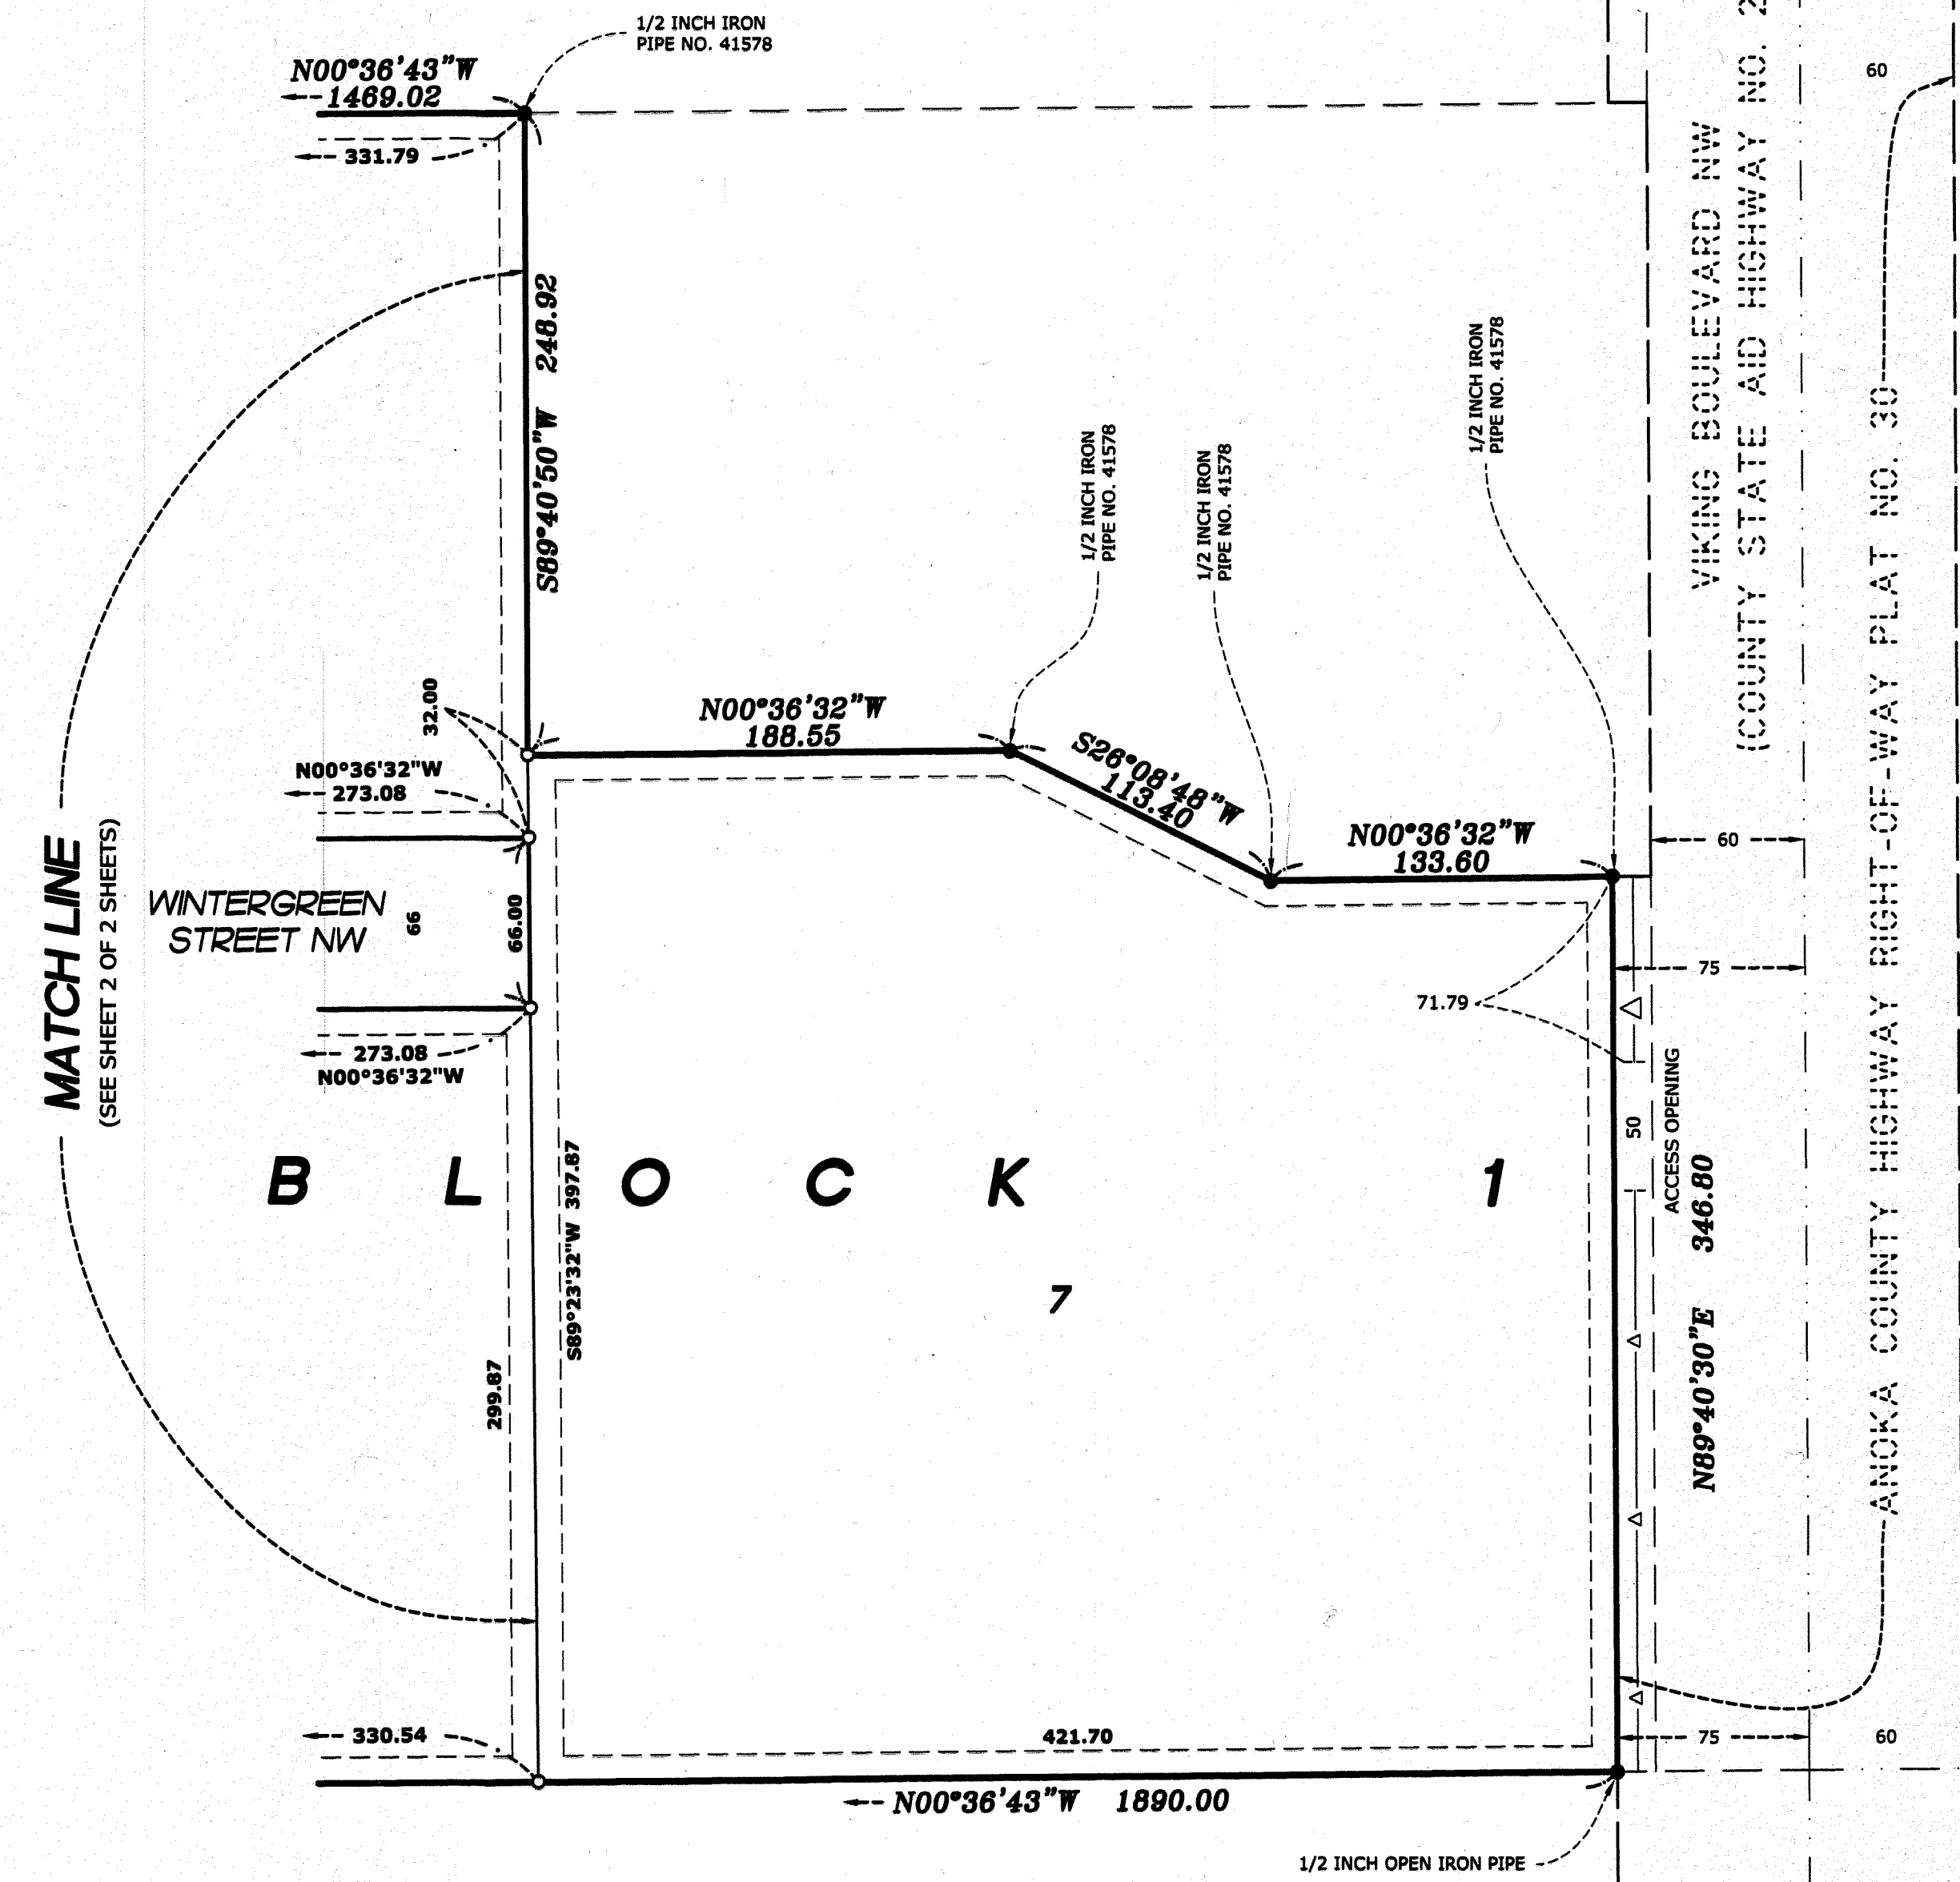 1/2 INCH IRON
PIPE NO. 41578
N00°36'43"W
1469.02
331.79
S89°40'50"W 248.92
1/2 INCH IRON
PIPE NO. 41578
1/2 INCH IRON
PIPE NO. 41578
1/2 INCH IRON
PIPE NO. 41578
VIKING BOULEVARD NW
(COUNTY STATE AID HIGHWAY NO.
60
ANOKA COUNTY HIGHWAY RIGHT-OF-WAY PLAT NO. 30
32.00
N00°36'32"W
188.55
S26°08'48"W
113.40
N00°36'32"W
133.60
60
N00°36'32"W
273.08
MATCH LINE
(SEE SHEET 2 OF 2 SHEETS)
WINTERGREEN
STREET NW
66
66.00
75
71.79
273.08
N00°36'32"W
50
ACCESS OPENING
B L O C K 1
7
S89°23'32"W 397.87
299.87
N89°40'30"E 346.80
330.54
421.70
75
60
N00°36'43"W 1890.00
1/2 INCH OPEN IRON PIPE